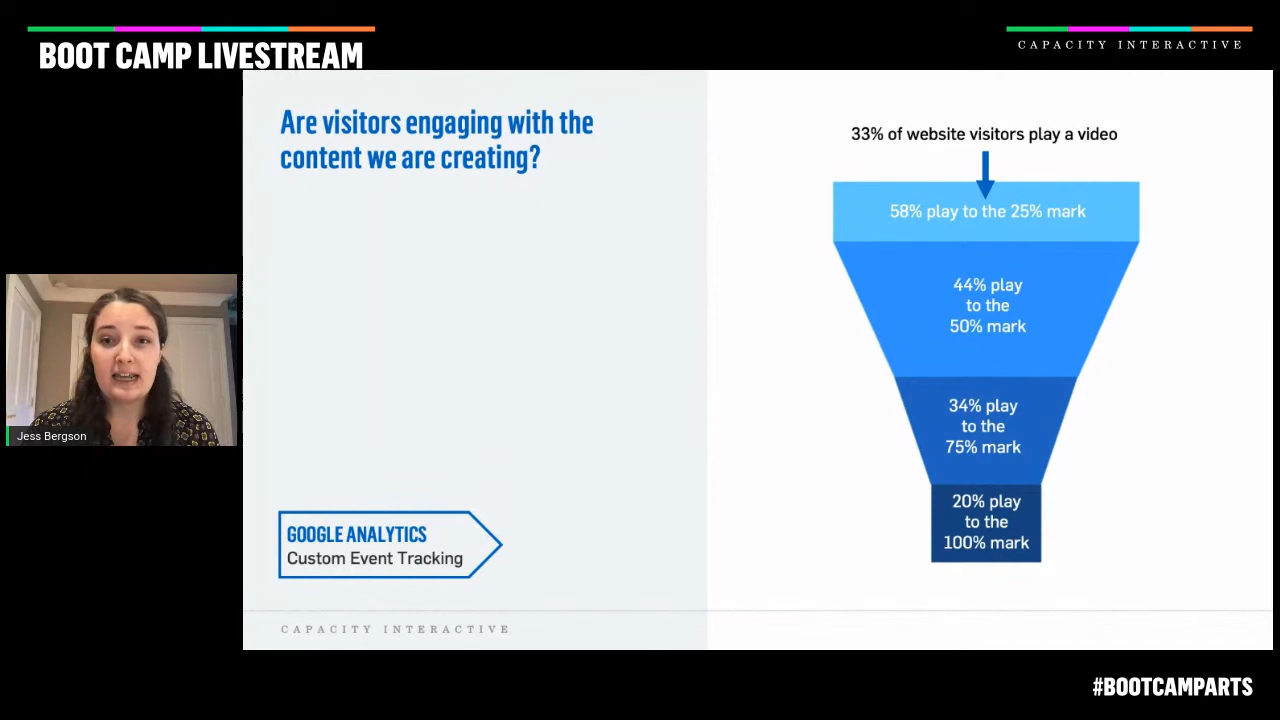 BOOT CAMP LIVESTREAM
CAPACITY INTERACTIVE
Are visitors engaging with the
content we are creating?
33% of website visitors play a video
58% play to the 25% mark
44% play
to the
50% mark
34% play
to the
75% mark
20% play
to the
100% mark
Jess Bergson
GOOGLE ANALYTICS
Custom Event Tracking
CAPACITY INTERACTIVE
#BOOTCAMPARTS